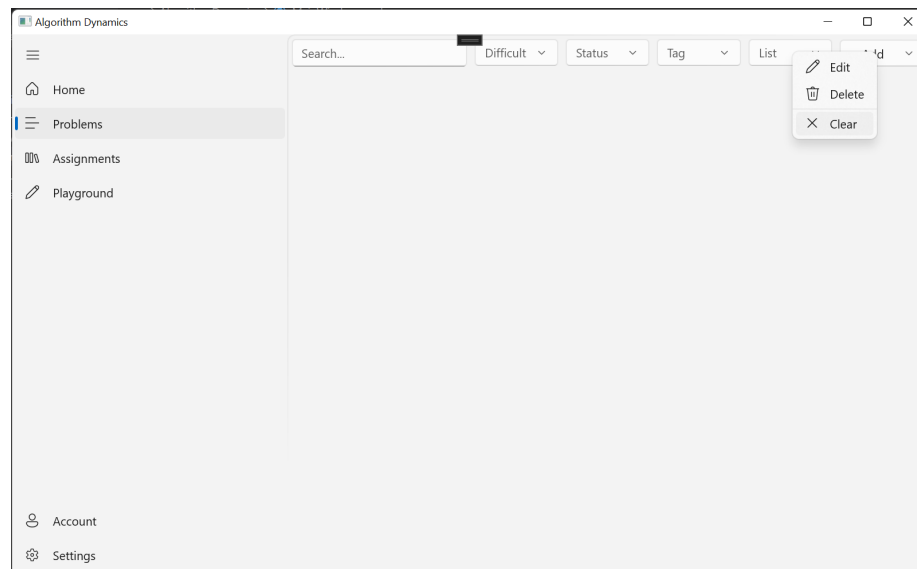 Algorithm Dynamics
Search...
Difficult
Status
Tag
List
Home
Problems
Assignments
Playground
Edit
Delete
Clear
Account
Settings